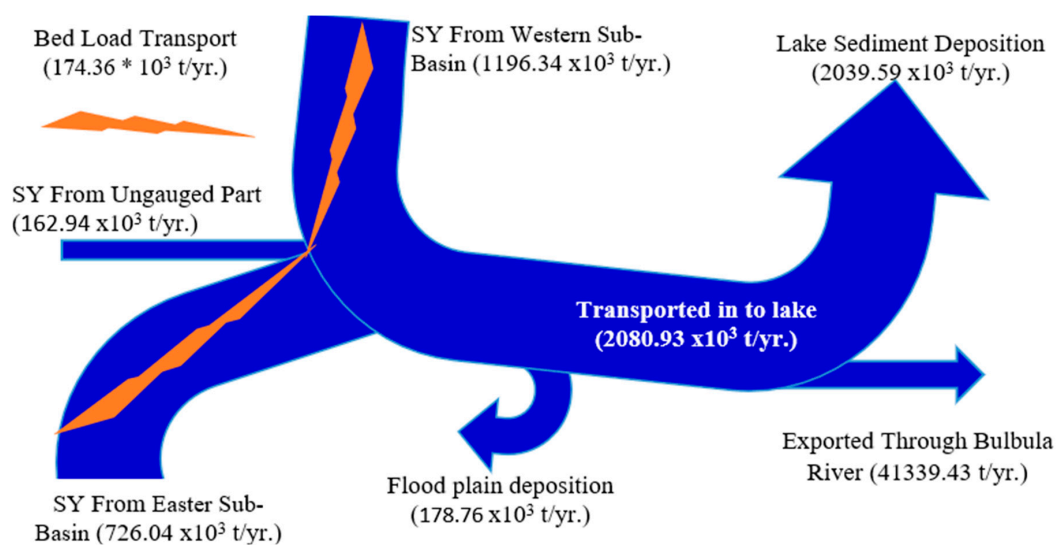 Bed Load Transport
(174.36 * 10³ t/yr.)
SY From Western Sub-
Basin (1196.34 x10³ t/yr.)
Lake Sediment Deposition
(2039.59 x10³ t/yr.)
SY From Ungauged Part
(162.94 x10³ t/yr.)
Transported in to lake
(2080.93 x10³ t/yr.)
Exported Through Bulbula
River (41339.43 t/yr.)
Flood plain deposition
(178.76 x10³ t/yr.)
SY From Easter Sub-
Basin (726.04 x10³ t/yr.)